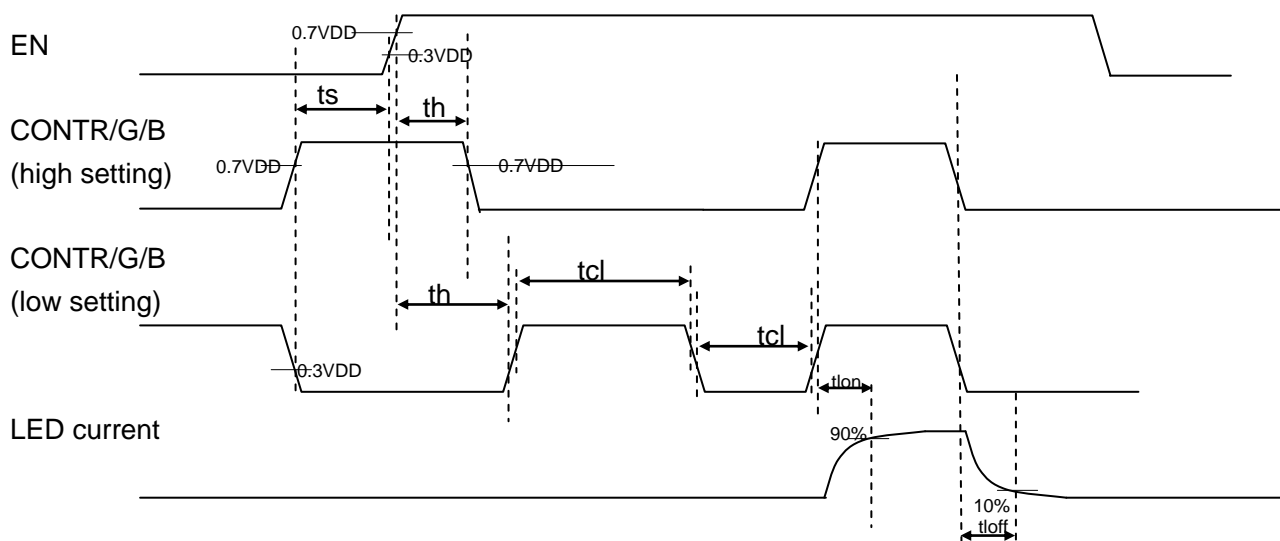 EN
0.7VDD
0.3VDD
ts
th
CONTR/G/B
(high setting)
0.7VDD
0.7VDD
CONTR/G/B
(low setting)
tcl
th
tcl
0.3VDD
tlon
LED current
90%
10%
tloff